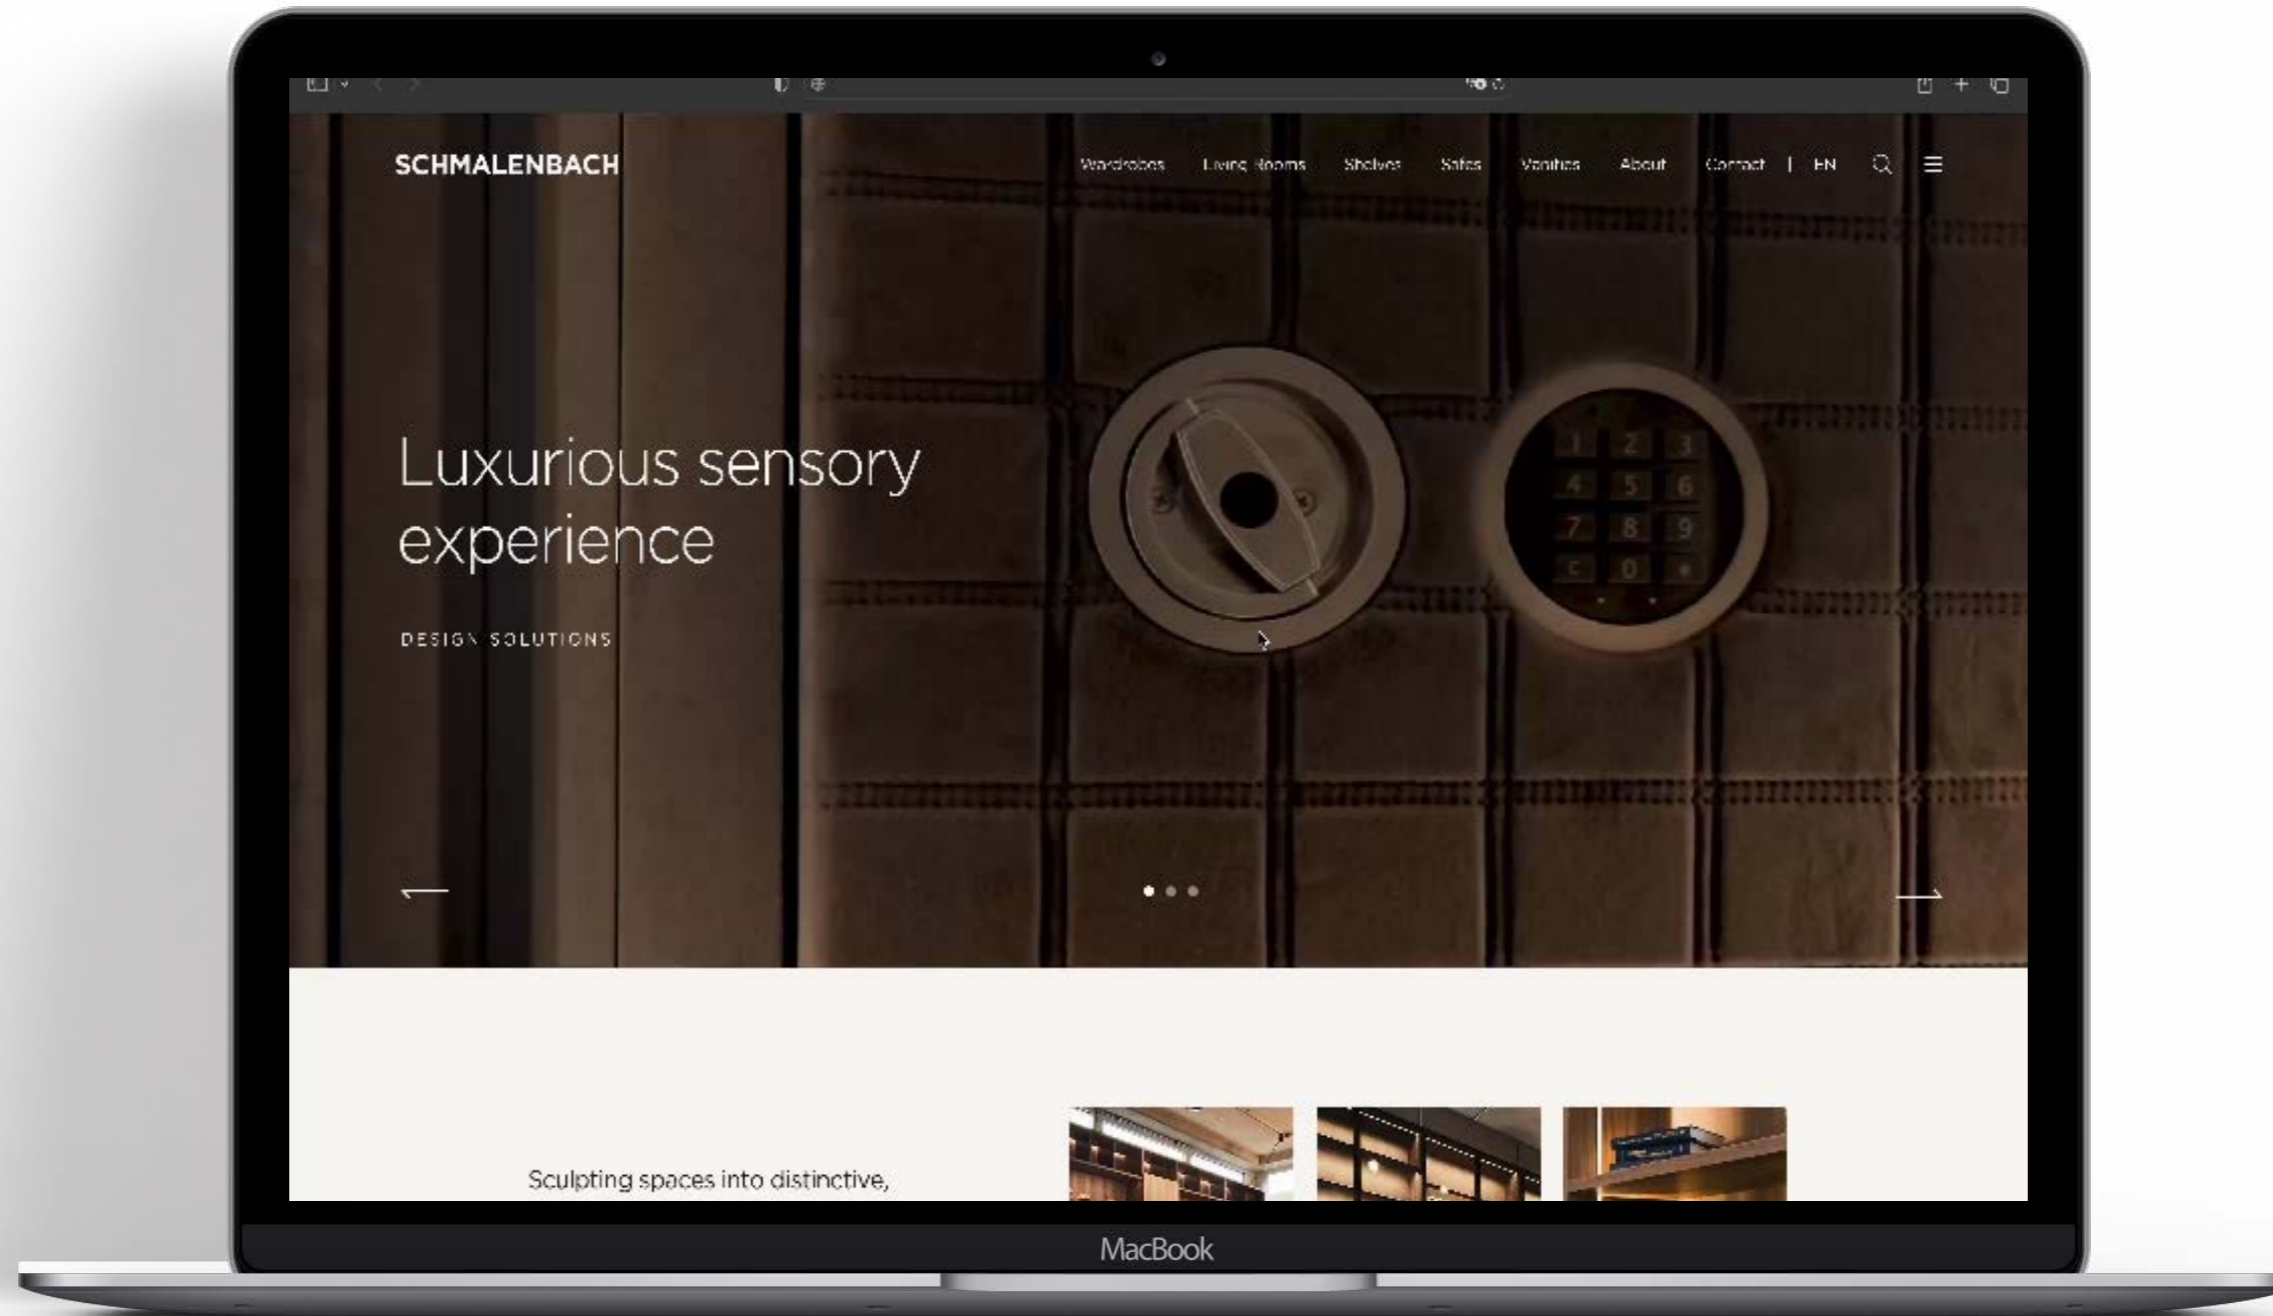 SCHMALENBACH
Wardrobes Living Rooms Shelves Safes Vanities About Contact | EN
Luxurious sensory
experience
DESIGN SOLUTIONS
1 2 3
4 5 6
7 8 9
C 0
Sculpting spaces into distinctive,
MacBook